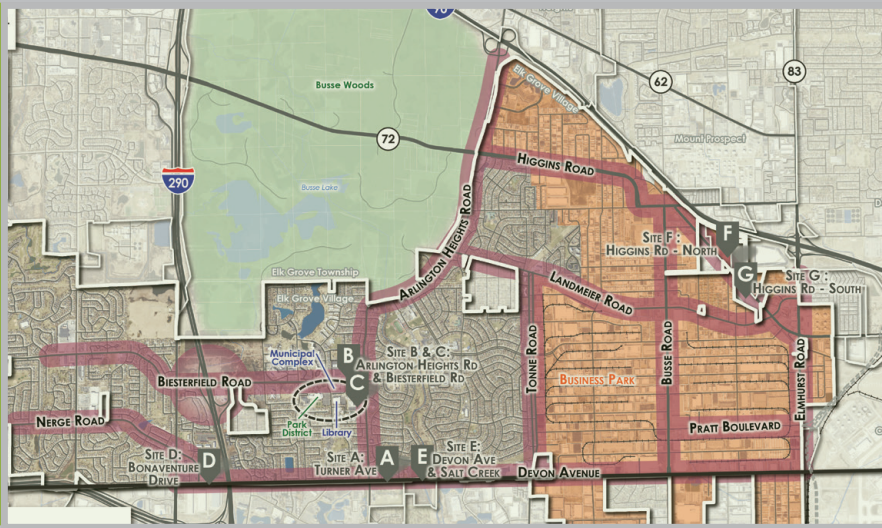 90
Elk Grove Village
62
83
Busse Woods
72
Mount Prospect
Higgins Road
290
Busse Lake
Arlington Heights Road
F
Site F:
Higgins Rd - North
Elk Grove Township
Elk Grove Village
G
Site G:
Higgins Rd - South
Landmeier Road
Municipal
Complex
B
C
Site B & C:
Arlington Heights Rd
& Biesterfield Rd
Tonne Road
Busse Road
Elmhurst Road
Biesterfield Road
Business Park
Nerge Road
Park
District
Library
Pratt Boulevard
Site D:
Bonaventure
Drive
D
Site A:
Turner Ave
A
E
Site E:
Devon Ave
& Salt Creek
Devon Avenue